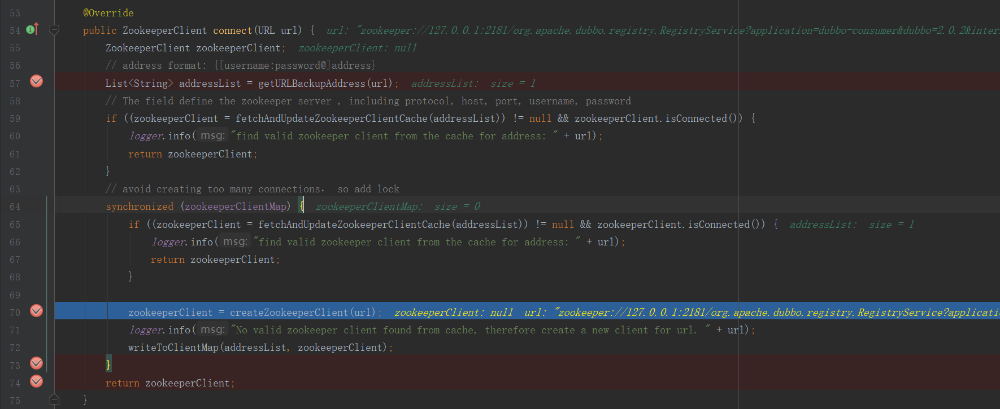 53 @Override
54 public ZookeeperClient connect(URL url) { url: "zookeeper://127.0.0.1:2181/org.apache.dubbo.registry.RegistryService?application=dubbo-consumer&dubbo=2.0.2&inter
55 ZookeeperClient zookeeperClient; zookeeperClient: null
56 // address format: {[username:password@]address}
57 List<String> addressList = getURLBackupAddress(url); addressList: size = 1
58 // The field define the zookeeper server , including protocol, host, port, username, password
59 if ((zookeeperClient = fetchAndUpdateZookeeperClientCache(addressList)) != null && zookeeperClient.isConnected()) {
60 logger.info( msg: "find valid zookeeper client from the cache for address: " + url);
61 return zookeeperClient;
62 }
63 // avoid creating too many connections， so add lock
64 synchronized (zookeeperClientMap) { zookeeperClientMap: size = 0
65 if ((zookeeperClient = fetchAndUpdateZookeeperClientCache(addressList)) != null && zookeeperClient.isConnected()) { addressList: size = 1
66 logger.info( msg: "find valid zookeeper client from the cache for address: " + url);
67 return zookeeperClient;
68 }
69
70 zookeeperClient = createZookeeperClient(url); zookeeperClient: null url: "zookeeper://127.0.0.1:2181/org.apache.dubbo.registry.RegistryService?applicati
71 logger.info( msg: "No valid zookeeper client found from cache, therefore create a new client for url. " + url);
72 writeToClientMap(addressList, zookeeperClient);
73 }
74 return zookeeperClient;
75 }